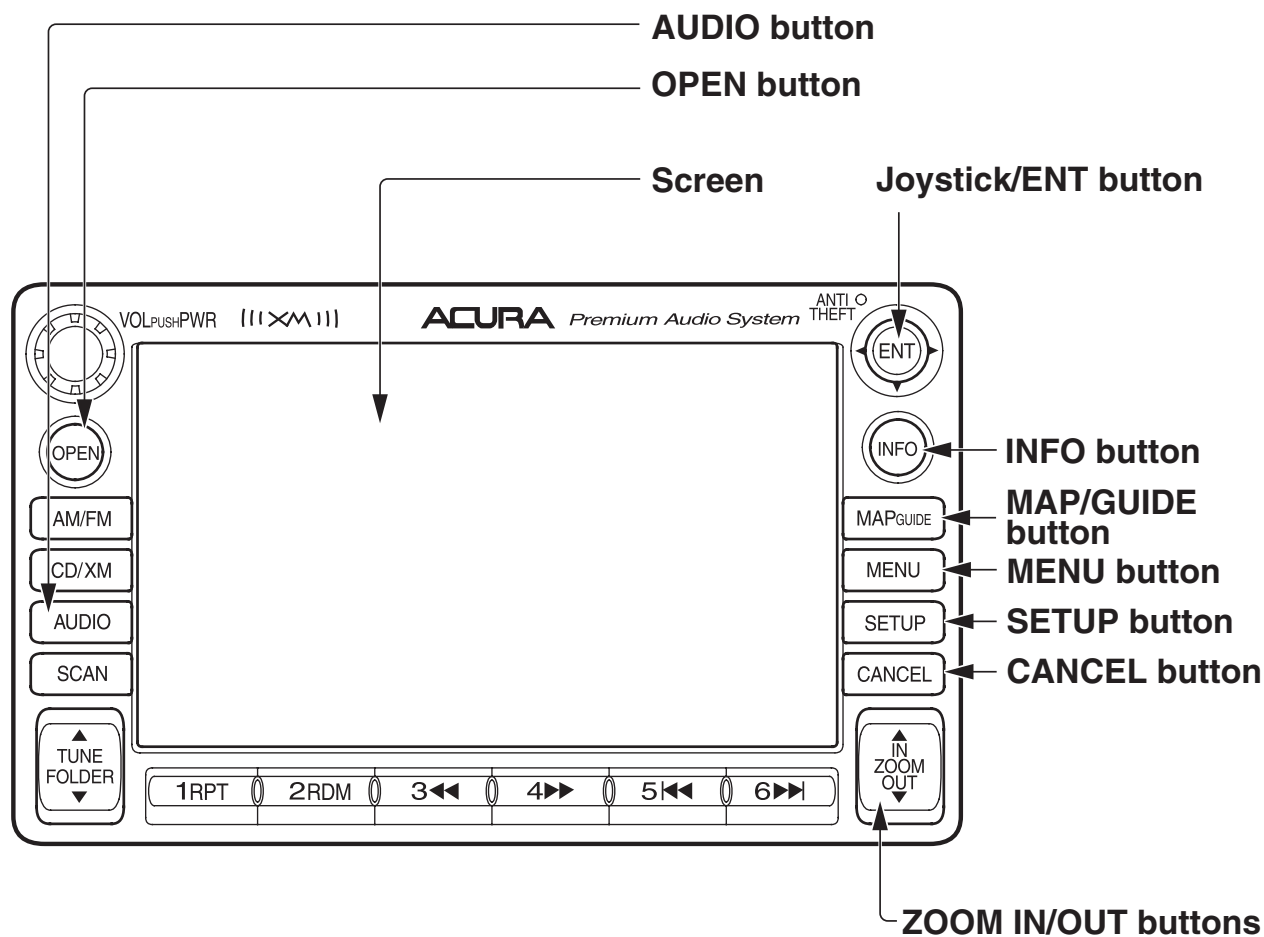 AUDIO button
OPEN button
Screen
Joystick/ENT button
VOLPUSHPWR
XM
ACURA Premium Audio System
ANTI
THEFT
ENT
OPEN
INFO
INFO button
AM/FM
MAPGUIDE
MAP/GUIDE
button
CD/XM
MENU
MENU button
AUDIO
SETUP
SETUP button
SCAN
CANCEL
CANCEL button
TUNE
FOLDER
IN
ZOOM
OUT
1RPT
2RDM
3
4
5
6
ZOOM IN/OUT buttons